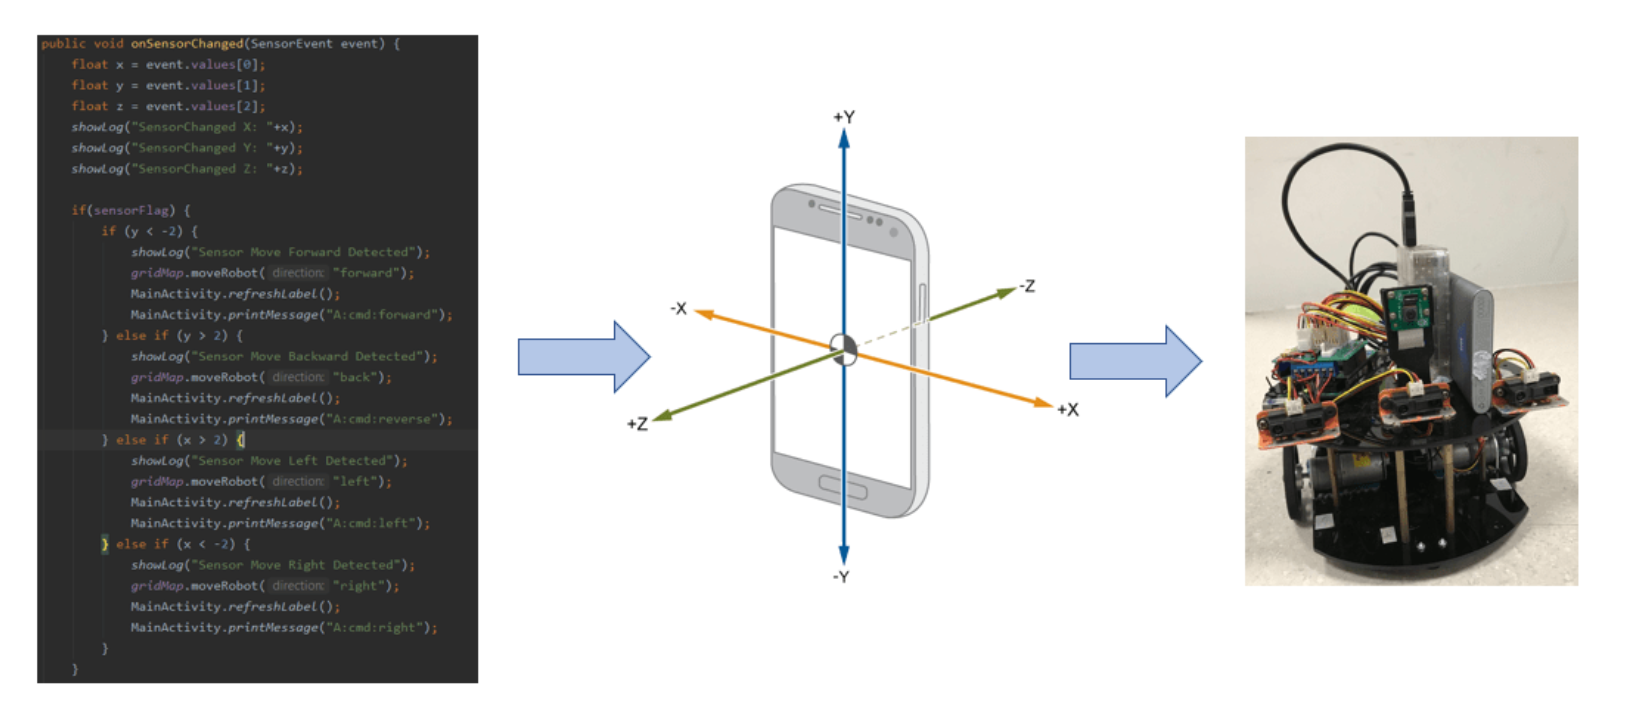 public void onSensorChanged(SensorEvent event) {
float x = event.values[0];
float y = event.values[1];
float z = event.values[2];
showLog("SensorChanged X: "+x);
showLog("SensorChanged Y: "+y);
showLog("SensorChanged Z: "+z);
if(sensorFlag) {
if (y < -2) {
showLog("Sensor Move Forward Detected");
gridMap.moveRobot( direction: "forward");
MainActivity.refreshLabel();
MainActivity.printMessage("A:cmd:forward");
} else if (y > 2) {
showLog("Sensor Move Backward Detected");
gridMap.moveRobot( direction: "back");
MainActivity.refreshLabel();
MainActivity.printMessage("A:cmd:reverse");
} else if (x > 2) {
showLog("Sensor Move Left Detected");
gridMap.moveRobot( direction: "left");
MainActivity.refreshLabel();
MainActivity.printMessage("A:cmd:left");
} else if (x < -2) {
showLog("Sensor Move Right Detected");
gridMap.moveRobot( direction: "right");
MainActivity.refreshLabel();
MainActivity.printMessage("A:cmd:right");
}
}
+Y
-Z
-X
+X
+Z
-Y